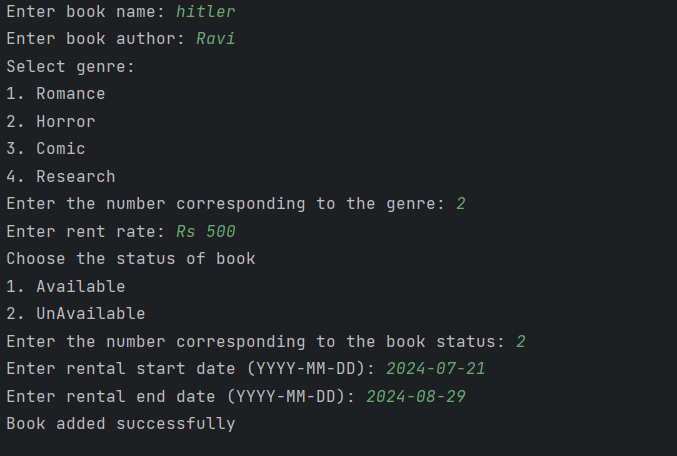 Enter book name: hitler
Enter book author: Ravi
Select genre:
1. Romance
2. Horror
3. Comic
4. Research
Enter the number corresponding to the genre: 2
Enter rent rate: Rs 500
Choose the status of book
1. Available
2. UnAvailable
Enter the number corresponding to the book status: 2
Enter rental start date (YYYY-MM-DD): 2024-07-21
Enter rental end date (YYYY-MM-DD): 2024-08-29
Book added successfully